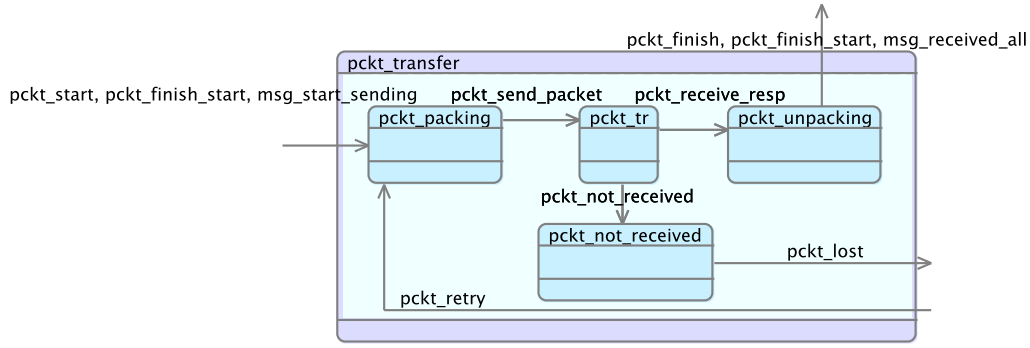 pckt_finish, pckt_finish_start, msg_received_all
pckt_transfer
pckt_start, pckt_finish_start, msg_start_sending
pckt_send_packet
pckt_receive_resp
pckt_packing
pckt_tr
pckt_unpacking
pckt_not_received
pckt_not_received
pckt_lost
pckt_retry